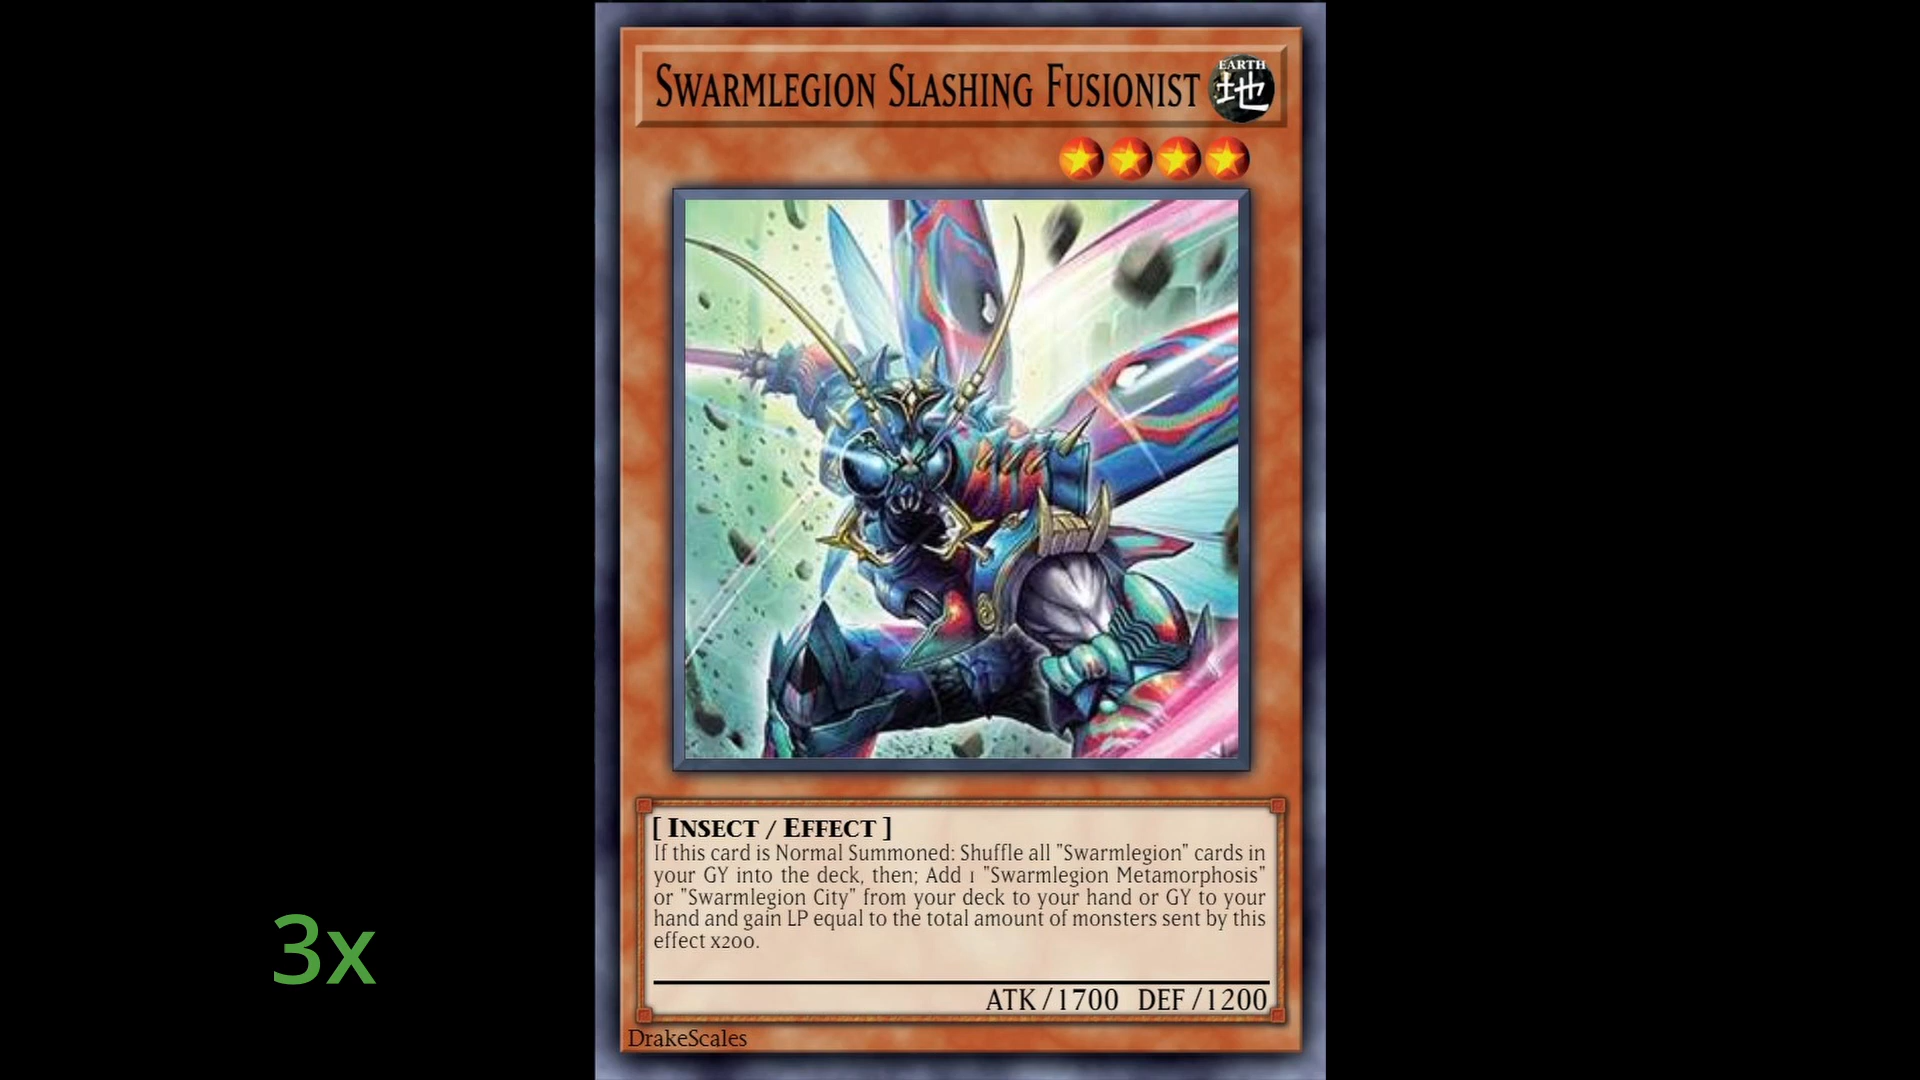 Swarmlegion Slashing Fusionist
EARTH
地
[ Insect / Effect ]
If this card is Normal Summoned: Shuffle all "Swarmlegion" cards in
your GY into the deck, then; Add 1 "Swarmlegion Metamorphosis"
or "Swarmlegion City" from your deck to your hand or GY to your
hand and gain LP equal to the total amount of monsters sent by this
effect x200.
ATK / 1700 DEF / 1200
DrakeScales
3x